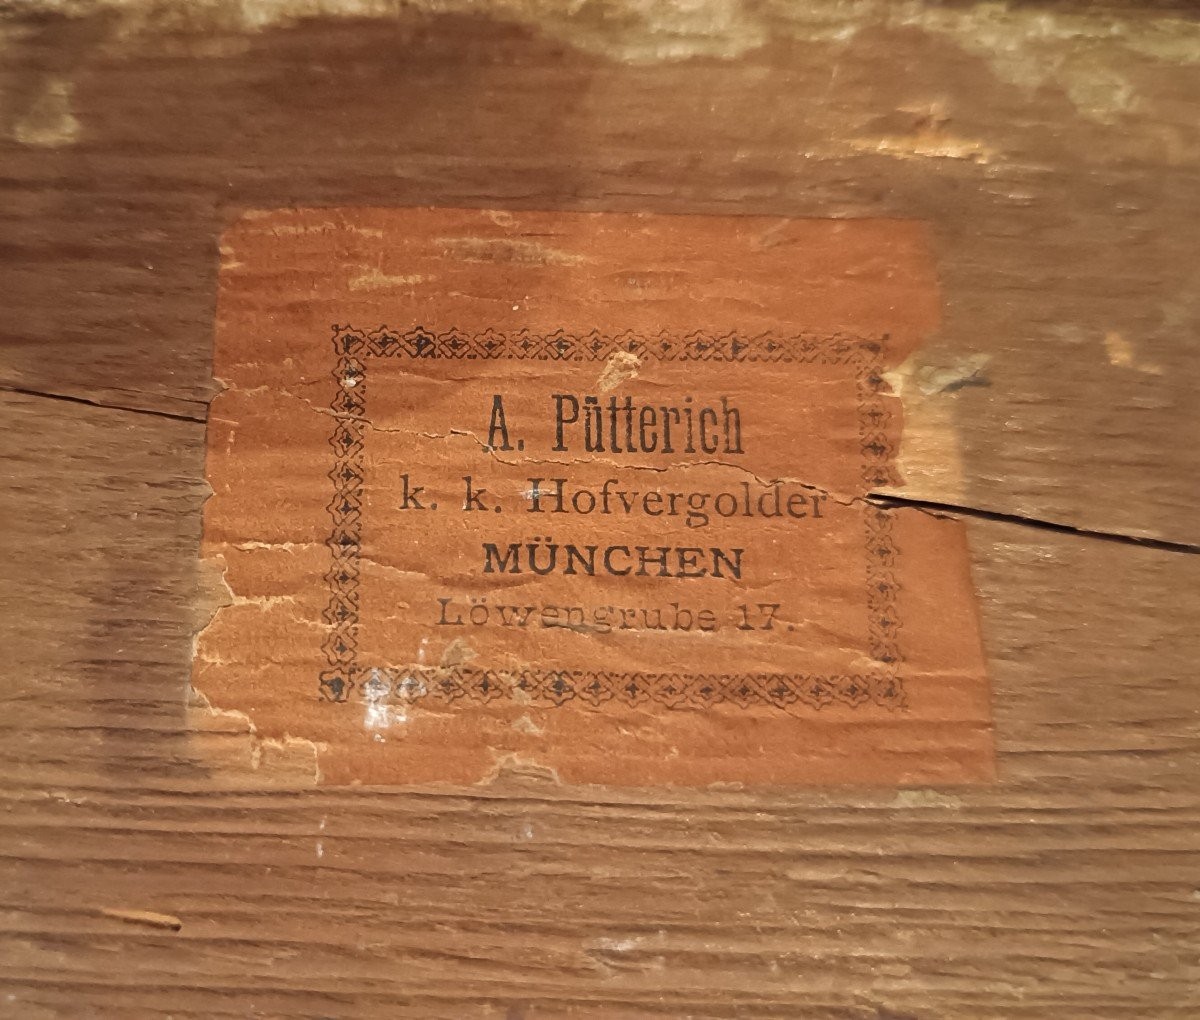 A. Pütterich
k. k. Hofvergolder
MÜNCHEN
Löwengrube 17.